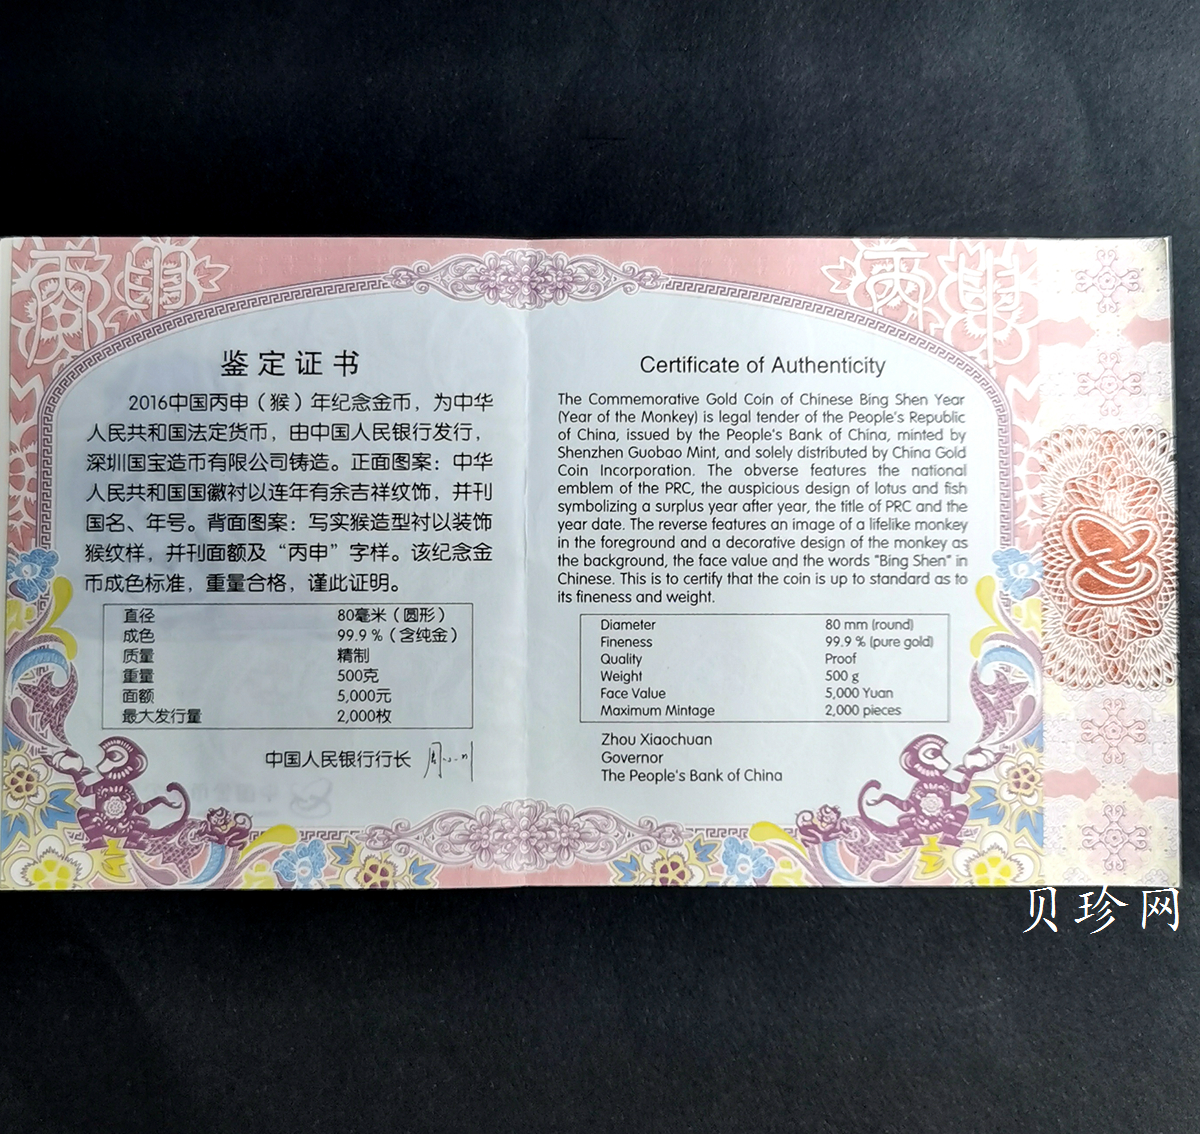 丙申
丙申
鉴定证书
2016中国丙申（猴）年纪念金币，为中华
人民共和国法定货币，由中国人民银行发行，
深圳国宝造币有限公司铸造。正面图案：中华
人民共和国国徽衬以连年有余吉祥纹饰，并刊
国名、年号。背面图案：写实猴造型衬以装饰
猴纹样，并刊面额及“丙申”字样。该纪念金
币成色标准，重量合格，谨此证明。
直径 80毫米（圆形）
成色 99.9％（含纯金）
质量 精制
重量 500克
面额 5,000元
最大发行量 2,000枚
中国人民银行行长 周小川
Certificate of Authenticity
The Commemorative Gold Coin of Chinese Bing Shen Year
(Year of the Monkey) is legal tender of the People's Republic
of China, issued by the People's Bank of China, minted by
Shenzhen Guobao Mint, and solely distributed by China Gold
Coin Incorporation. The obverse features the national
emblem of the PRC, the auspicious design of lotus and fish
symbolizing a surplus year after year, the title of PRC and the
year date. The reverse features an image of a lifelike monkey
in the foreground and a decorative design of the monkey as
the background, the face value and the words "Bing Shen" in
Chinese. This is to certify that the coin is up to standard as to
its fineness and weight.
Diameter 80 mm (round)
Fineness 99.9 % (pure gold)
Quality Proof
Weight 500 g
Face Value 5,000 Yuan
Maximum Mintage 2,000 pieces
Zhou Xiaochuan
Governor
The People's Bank of China
贝珍网